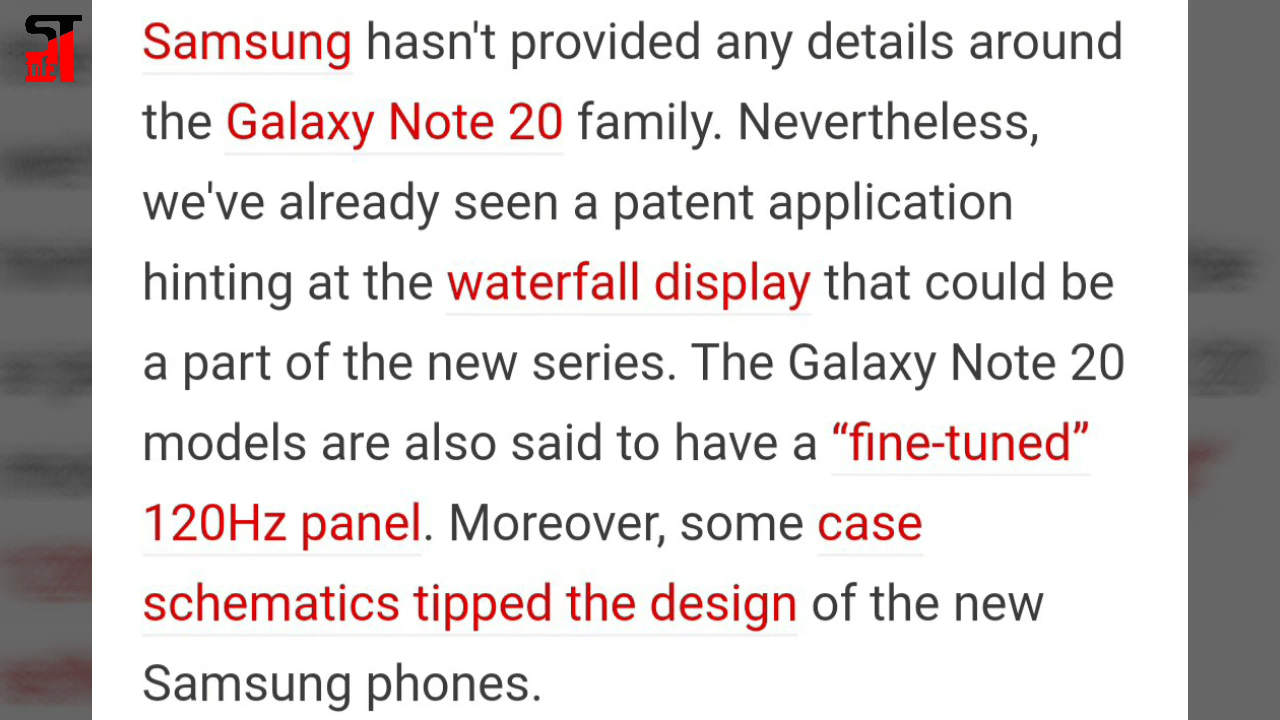 Samsung hasn't provided any details around
the Galaxy Note 20 family. Nevertheless,
we've already seen a patent application
hinting at the waterfall display that could be
a part of the new series. The Galaxy Note 20
models are also said to have a “fine-tuned”
120Hz panel. Moreover, some case
schematics tipped the design of the new
Samsung phones.